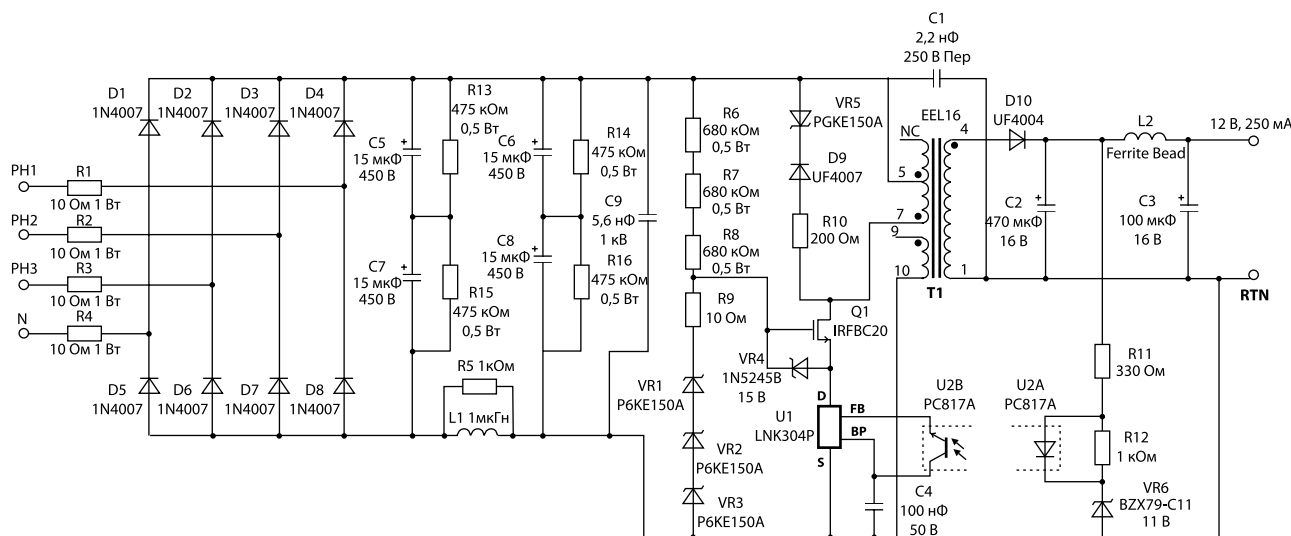 C1
2,2 нФ
250 В Пер
D1
1N4007
D2
1N4007
D3
1N4007
D4
1N4007
R13
475 кОм
0,5 Вт
C5
15 мкФ
450 В
C6
15 мкФ
450 В
R14
475 кОм
0,5 Вт
R6
680 кОм
0,5 Вт
VR5
PGKE150A
EEL16
D10
UF4004
L2
Ferrite Bead
12 В, 250 мА
NC
4
5
7
9
10
1
T1
D9
UF4007
R7
680 кОм
0,5 Вт
R10
200 Ом
C2
470 мкФ
16 В
C3
100 мкФ
16 В
PH1
R1
10 Ом 1 Вт
PH2
R2
10 Ом 1 Вт
PH3
R3
10 Ом 1 Вт
N
R4
10 Ом 1 Вт
C9
5,6 нФ
1 кВ
R8
680 кОм
0,5 Вт
C7
15 мкФ
450 В
R15
475 кОм
0,5 Вт
C8
15 мкФ
450 В
R16
475 кОм
0,5 Вт
R9
10 Ом
Q1
IRFBC20
RTN
D5
1N4007
D6
1N4007
D7
1N4007
D8
1N4007
R5 1кОм
L1 1мкГн
VR1
P6KE150A
VR4
1N5245B
15 В
R11
330 Ом
D
U1
LNK304P
S
FB
BP
U2B
PC817A
U2A
PC817A
R12
1 кОм
VR2
P6KE150A
VR3
P6KE150A
C4
100 нФ
50 В
VR6
BZX79-C11
11 В